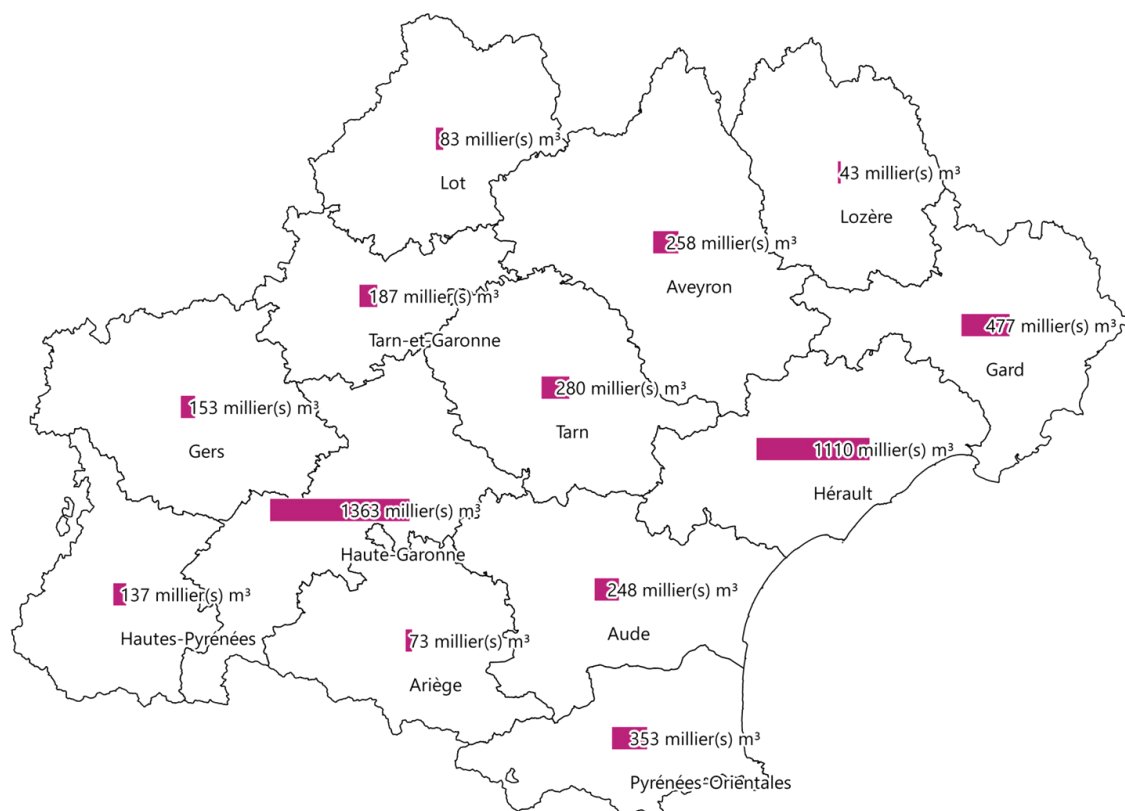 83 millier(s) m³
Lot
43 millier(s) m³
Lozère
258 millier(s) m³
Aveyron
187 millier(s) m³
Tarn-et-Garonne
477 millier(s) m³
Gard
280 millier(s) m³
Tarn
153 millier(s) m³
Gers
1110 millier(s) m³
Hérault
1363 millier(s) m³
Haute-Garonne
137 millier(s) m³
Hautes-Pyrénées
248 millier(s) m³
Aude
73 millier(s) m³
Ariège
353 millier(s) m³
Pyrénées-Orientales